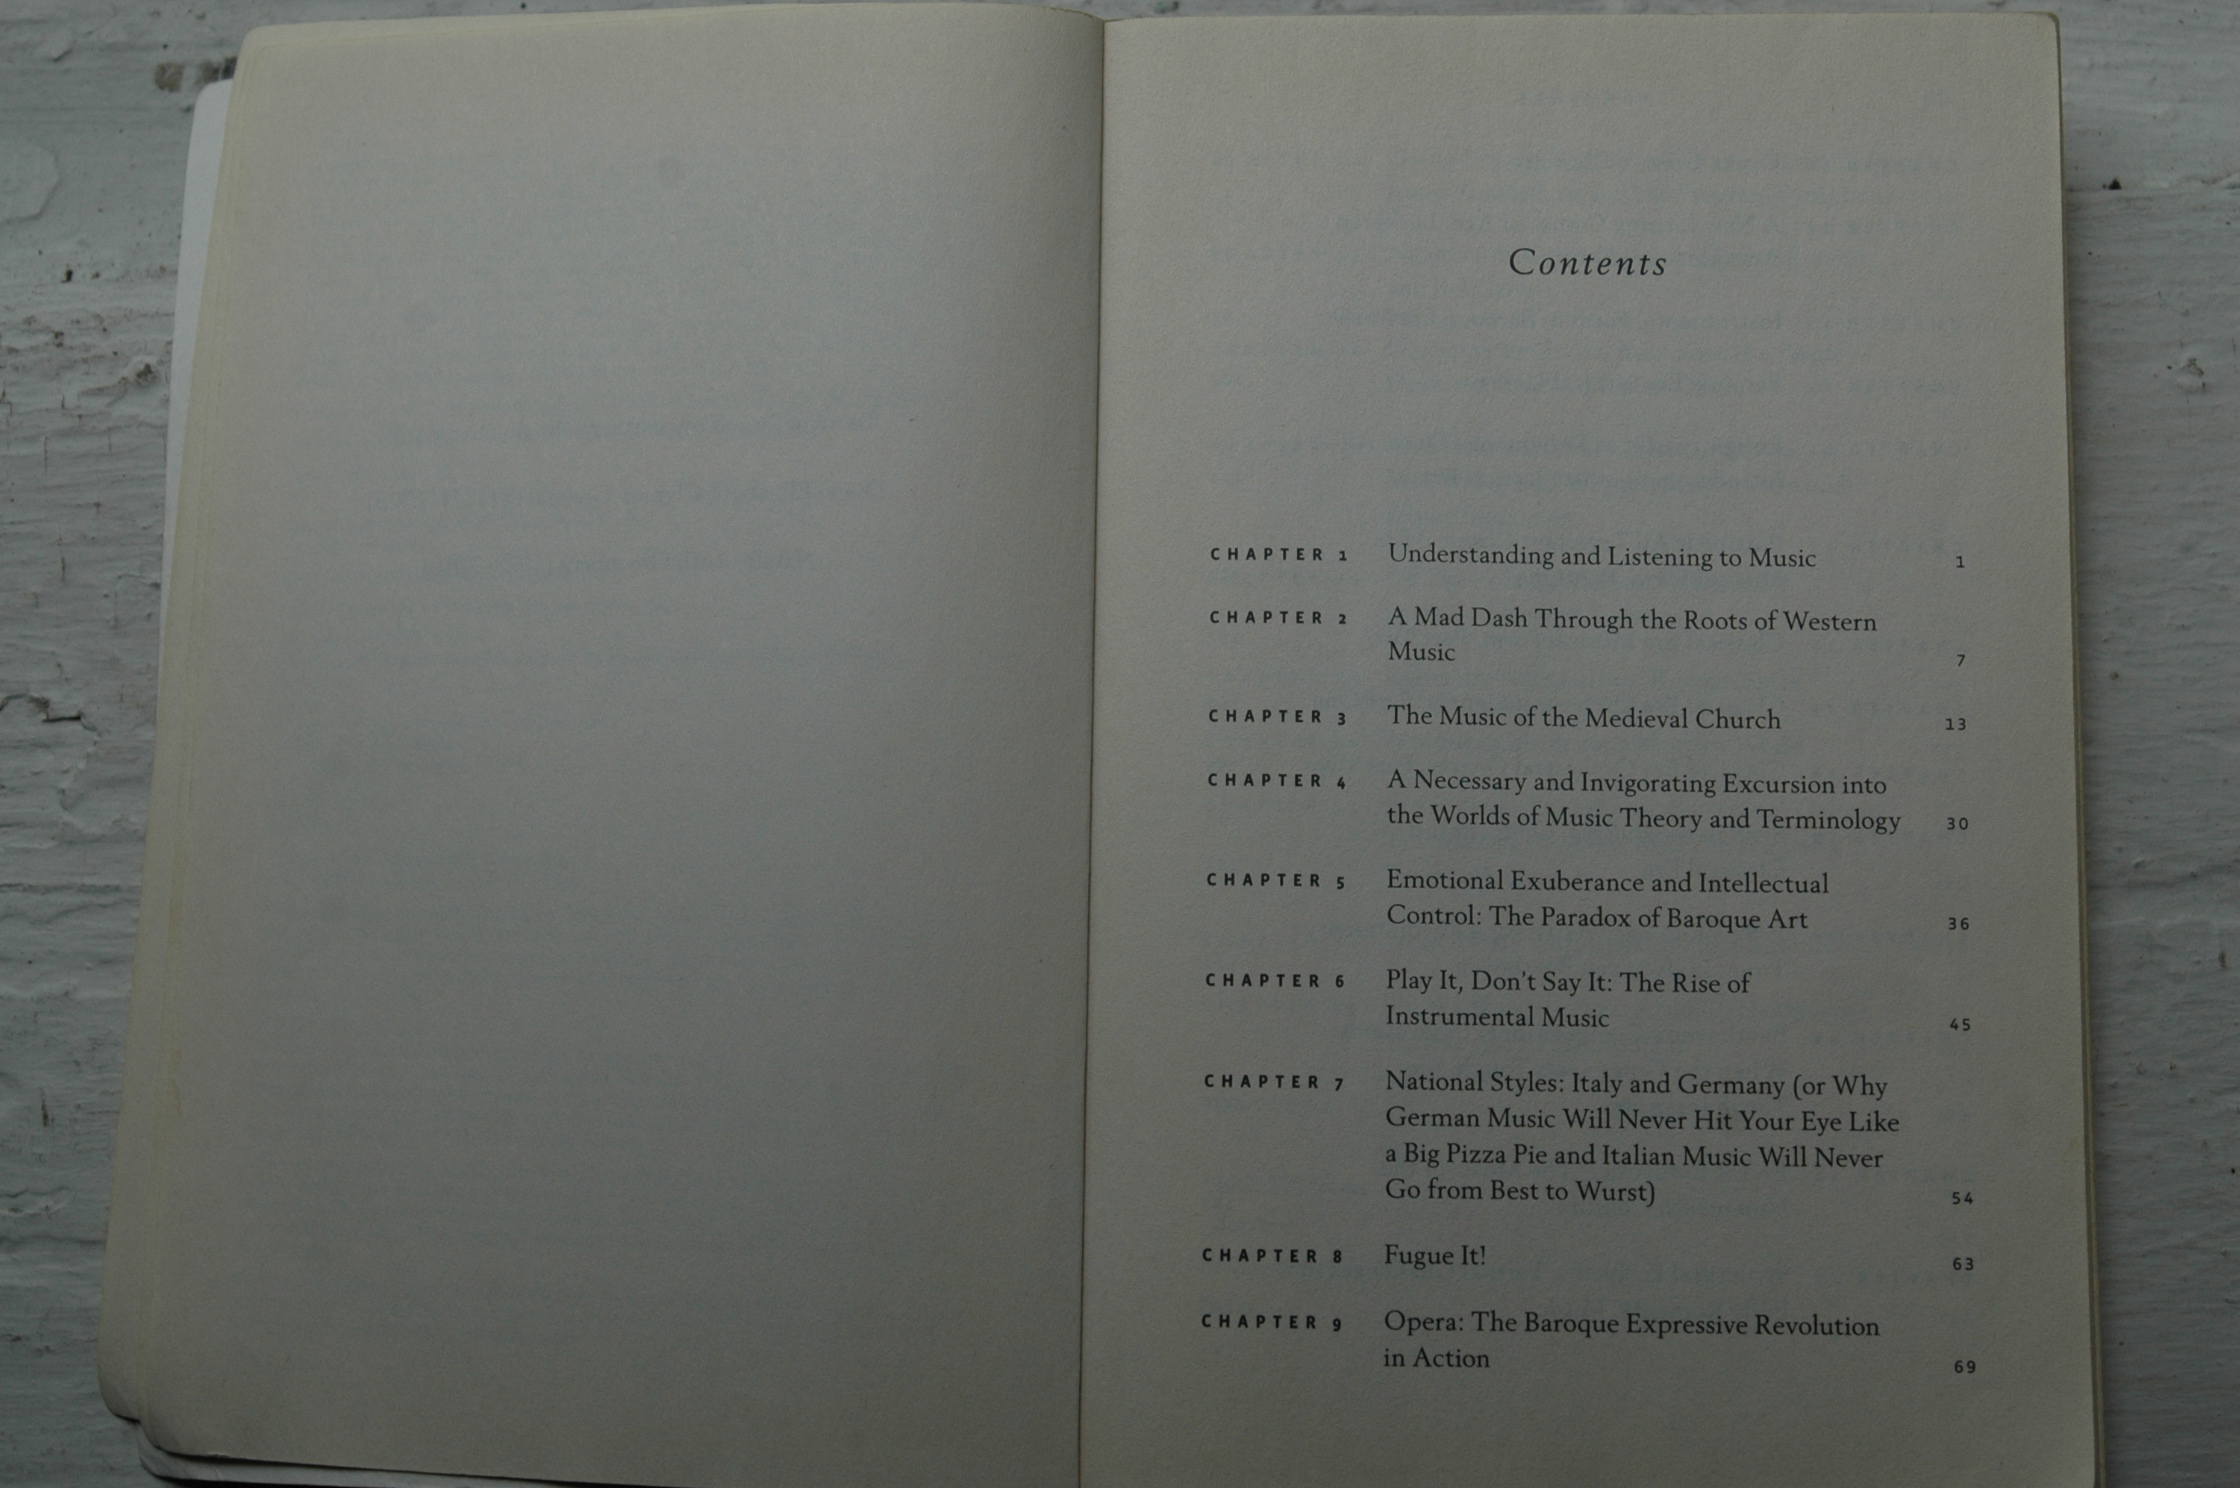 Contents
CHAPTER 1 Understanding and Listening to Music 1
CHAPTER 2 A Mad Dash Through the Roots of Western
Music 7
CHAPTER 3 The Music of the Medieval Church 13
CHAPTER 4 A Necessary and Invigorating Excursion into
the Worlds of Music Theory and Terminology 30
CHAPTER 5 Emotional Exuberance and Intellectual
Control: The Paradox of Baroque Art 36
CHAPTER 6 Play It, Don't Say It: The Rise of
Instrumental Music 45
CHAPTER 7 National Styles: Italy and Germany (or Why
German Music Will Never Hit Your Eye Like
a Big Pizza Pie and Italian Music Will Never
Go from Best to Wurst) 54
CHAPTER 8 Fugue It! 63
CHAPTER 9 Opera: The Baroque Expressive Revolution
in Action 69